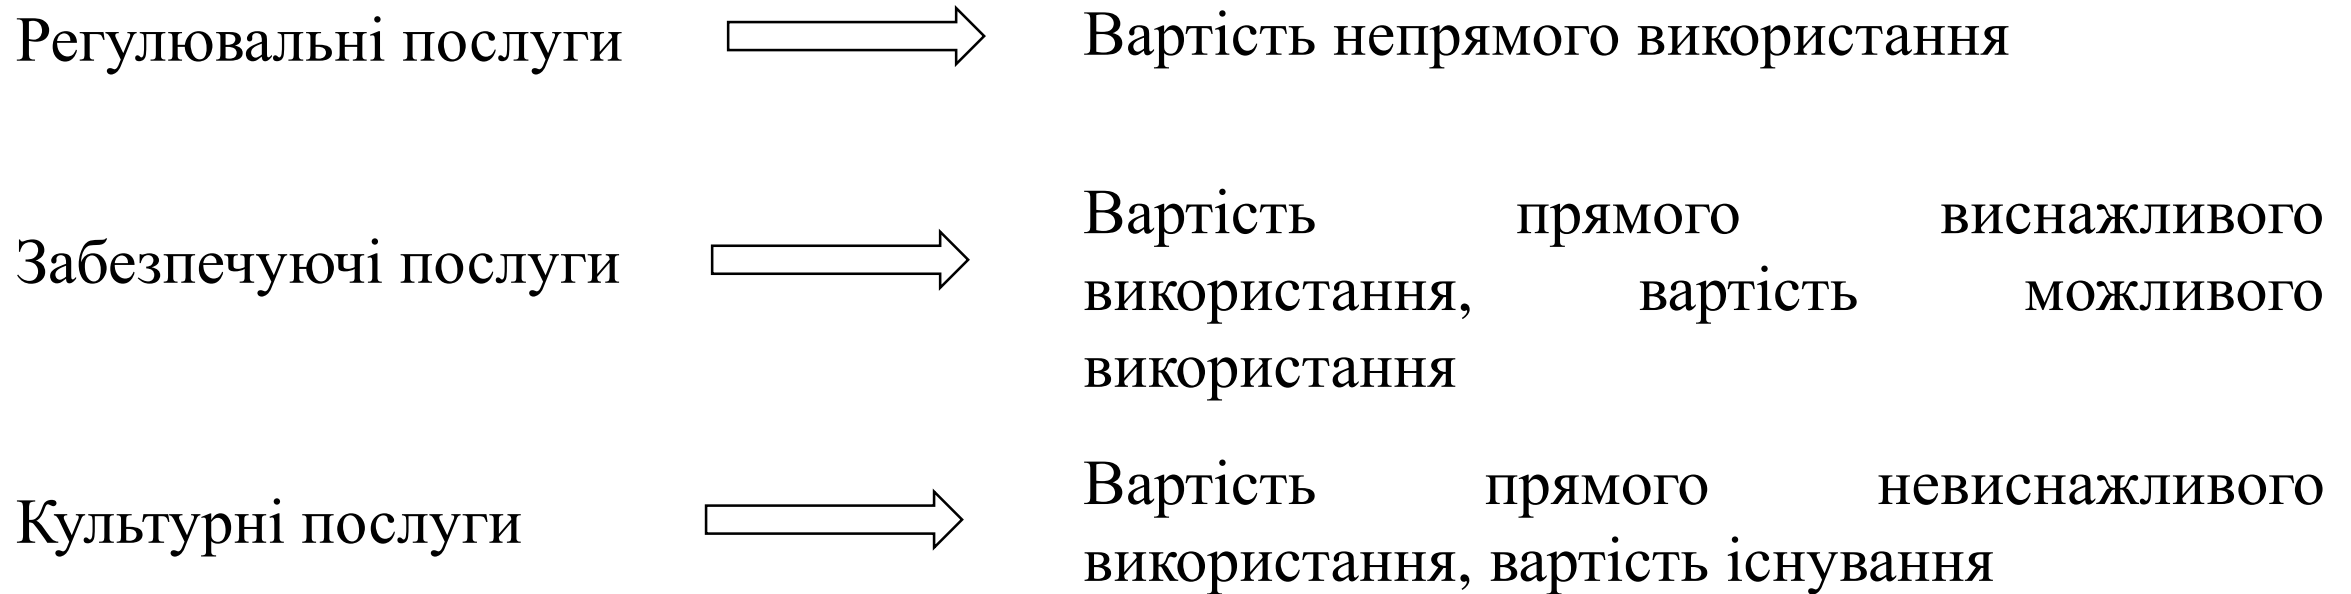 Регулювальні послуги
Вартість непрямого використання
Забезпечуючі послуги
Вартість прямого виснажливого
використання, вартість можливого
використання
Культурні послуги
Вартість прямого невиснажливого
використання, вартість існування